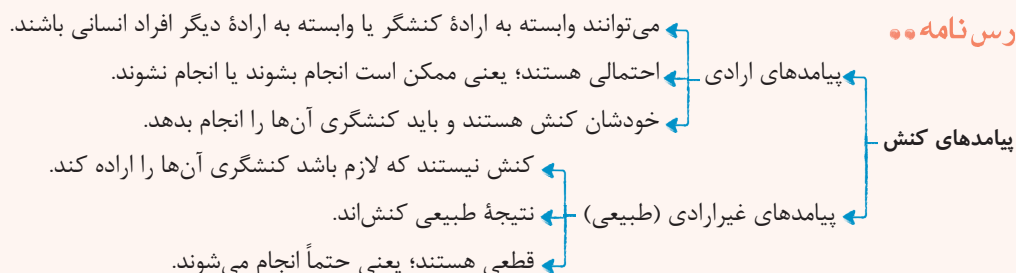 رس‌نامه
پیامدهای کنش
پیامدهای ارادی
می‌توانند وابسته به ارادهٔ کنشگر یا وابسته به ارادهٔ دیگر افراد انسانی باشند.
احتمالی هستند؛ یعنی ممکن است انجام بشوند یا انجام نشوند.
خودشان کنش هستند و باید کنشگری آن‌ها را انجام بدهد.
پیامدهای غیرارادی (طبیعی)
کنش نیستند که لازم باشد کنشگری آن‌ها را اراده کند.
نتیجهٔ طبیعی کنش‌اند.
قطعی هستند؛ یعنی حتماً انجام می‌شوند.